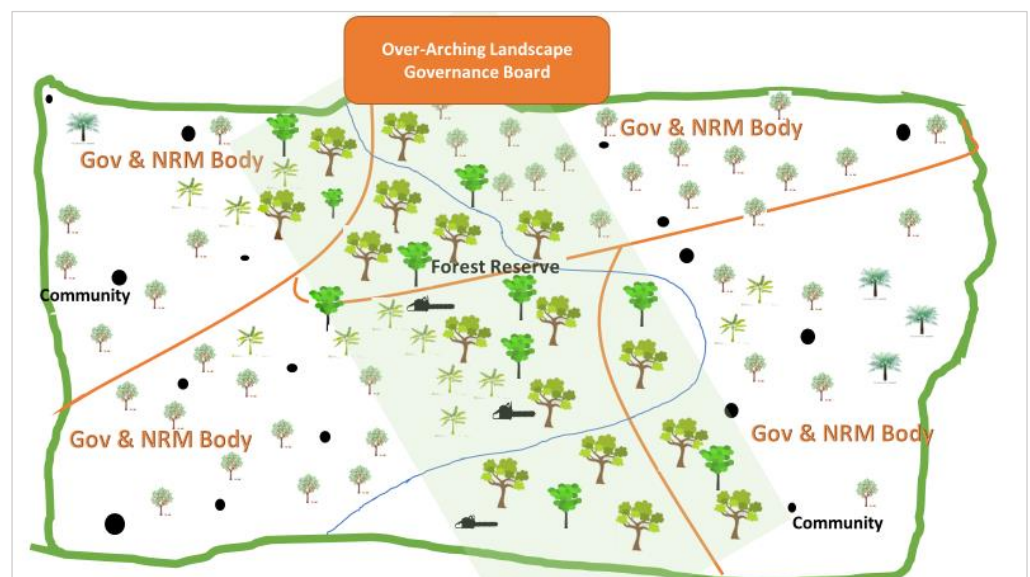 Over-Arching Landscape
Governance Board
Gov & NRM Body
Gov & NRM Body
Forest Reserve
Community
Gov & NRM Body
Gov & NRM Body
Community